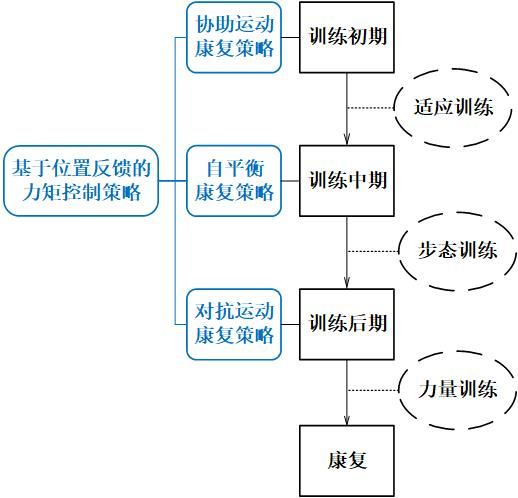 协助运动
康复策略
训练初期
适应训练
基于位置反馈的
力矩控制策略
自平衡
康复策略
训练中期
步态训练
对抗运动
康复策略
训练后期
力量训练
康复